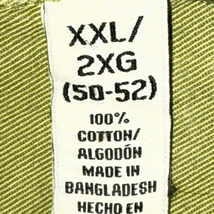 XXL/
2XG
(50-52)
100%
COTTON/
ALGODÓN
MADE IN
BANGLADESH
HECHO EN